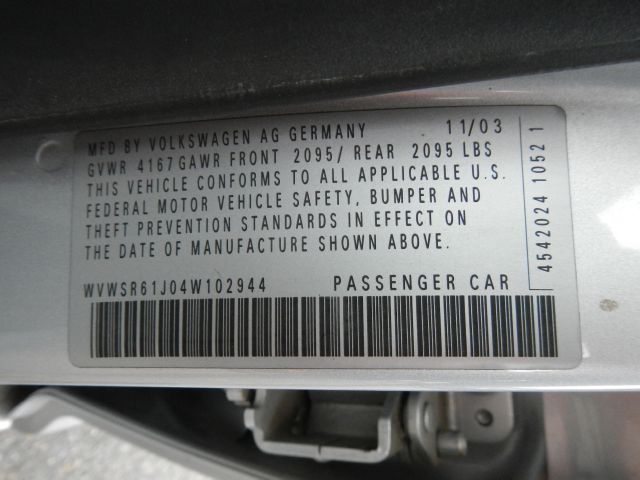 MFD BY VOLKSWAGEN AG GERMANY 11/03
GVWR 4167 GAWR FRONT 2095/ REAR 2095 LBS
THIS VEHICLE CONFORMS TO ALL APPLICABLE U.S.
FEDERAL MOTOR VEHICLE SAFETY, BUMPER AND
THEFT PREVENTION STANDARDS IN EFFECT ON
THE DATE OF MANUFACTURE SHOWN ABOVE.
WVWSR61J04W102944 PASSENGER CAR
4542024 1052 1